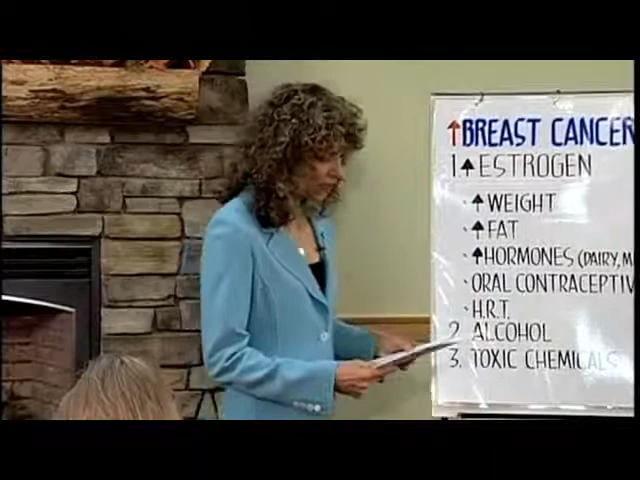 ↑BREAST CANCER
1↑ESTROGEN
• ↑WEIGHT
• ↑FAT
• ↑HORMONES (DAIRY, M
• ORAL CONTRACEPTIV
• H.R.T.
2. ALCOHOL
3. TOXIC CHEMICALS